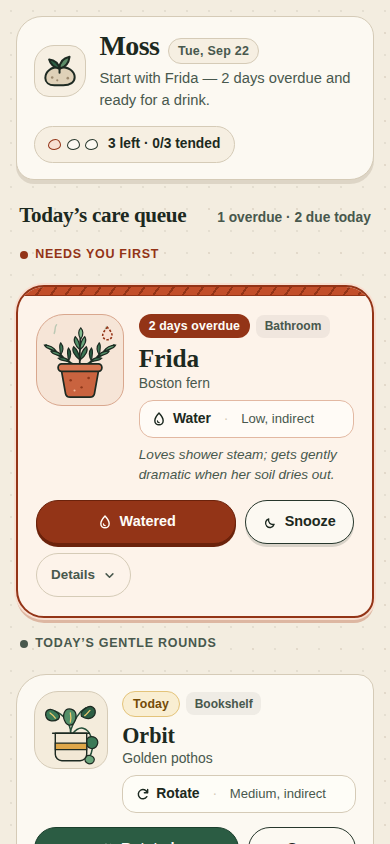 Moss Tue, Sep 22
Start with Frida — 2 days overdue and
ready for a drink.
3 left · 0/3 tended
Today’s care queue 1 overdue · 2 due today
NEEDS YOU FIRST
2 days overdue Bathroom
Frida
Boston fern
Water · Low, indirect
Loves shower steam; gets gently
dramatic when her soil dries out.
Watered Snooze
Details
TODAY’S GENTLE ROUNDS
Today Bookshelf
Orbit
Golden pothos
Rotate · Medium, indirect